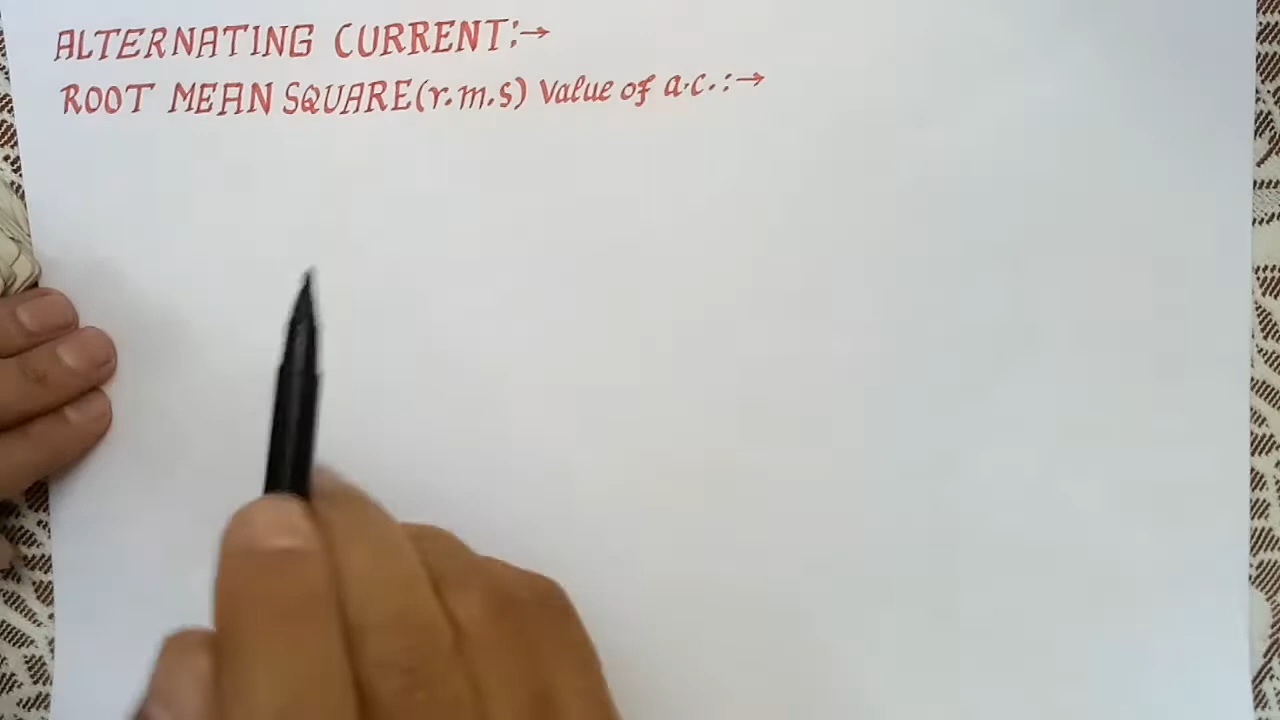 ALTERNATING CURRENT:→
ROOT MEAN SQUARE(r.m.s) Value of a.c.:→